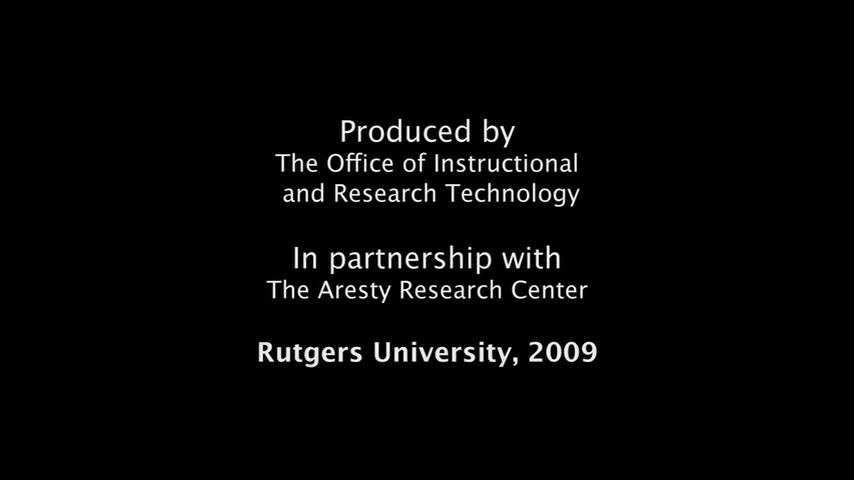 Produced by
The Office of Instructional
and Research Technology
In partnership with
The Aresty Research Center
Rutgers University, 2009